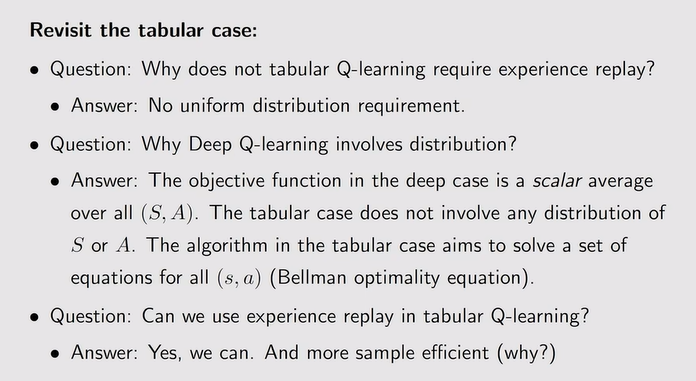 Revisit the tabular case:
• Question: Why does not tabular Q-learning require experience replay?
• Answer: No uniform distribution requirement.
• Question: Why Deep Q-learning involves distribution?
• Answer: The objective function in the deep case is a scalar average
over all (S, A). The tabular case does not involve any distribution of
S or A. The algorithm in the tabular case aims to solve a set of
equations for all (s, a) (Bellman optimality equation).
• Question: Can we use experience replay in tabular Q-learning?
• Answer: Yes, we can. And more sample efficient (why?)